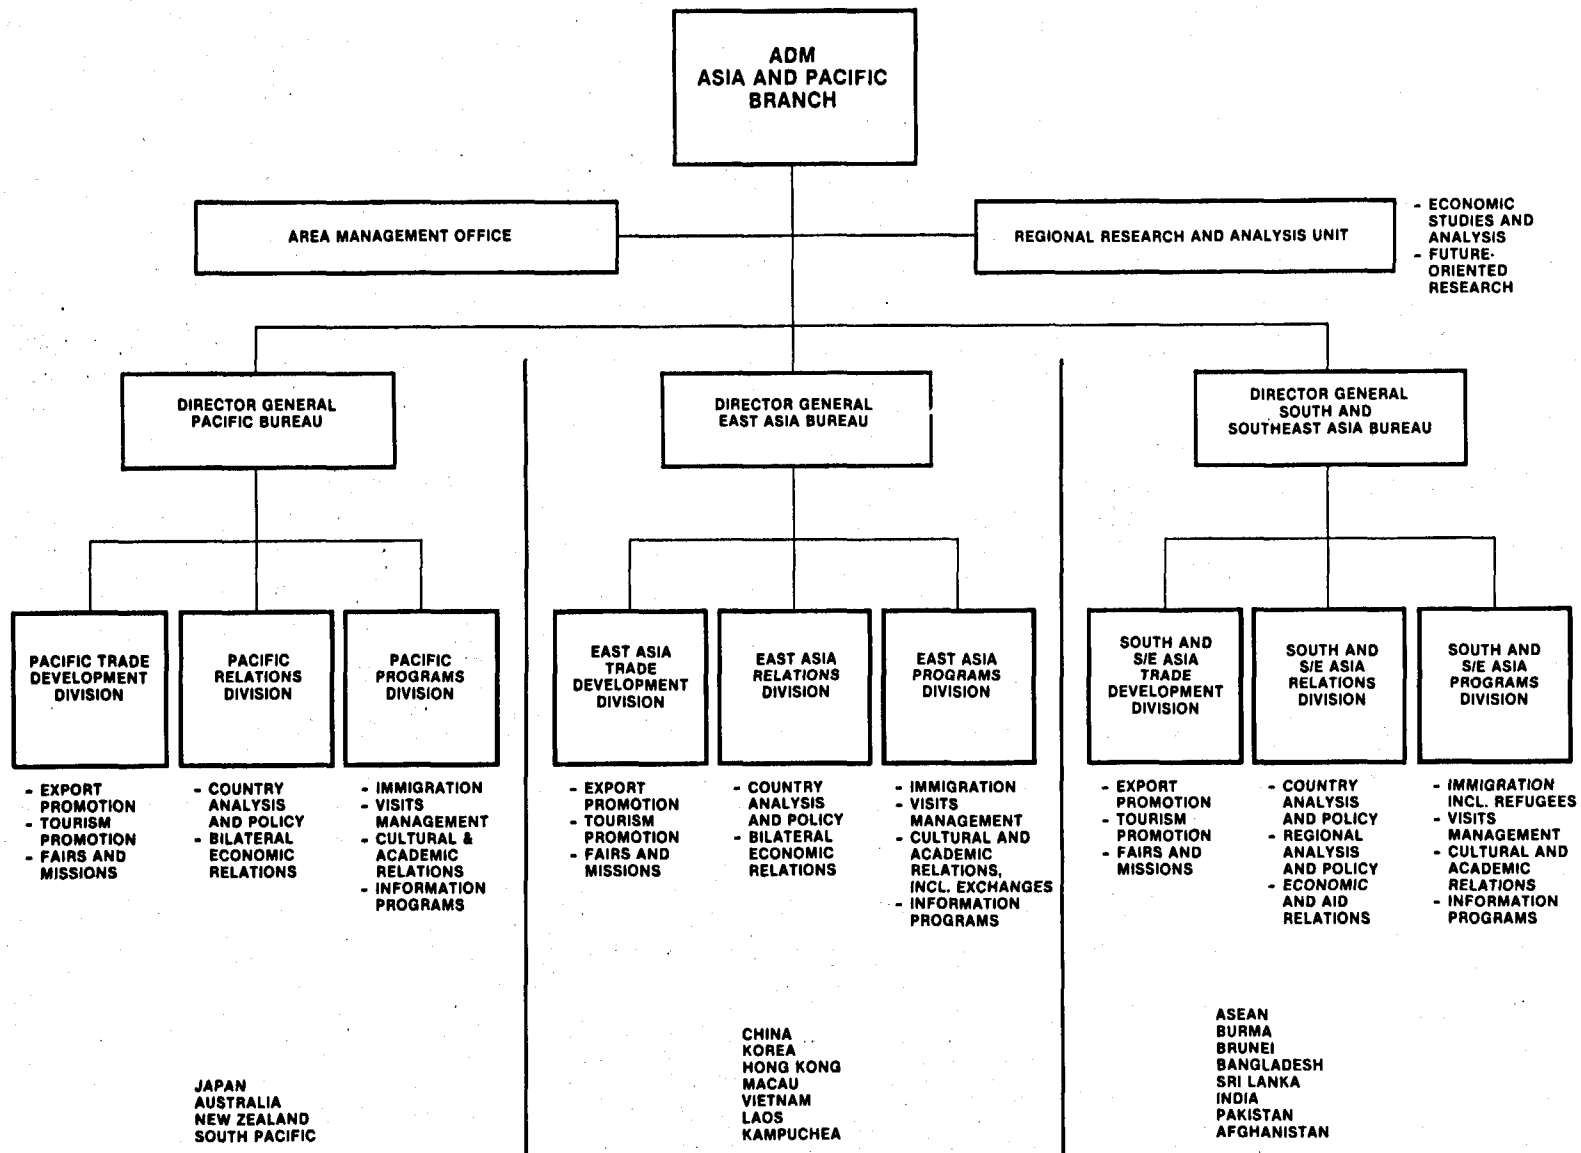 ADM
ASIA AND PACIFIC
BRANCH
AREA MANAGEMENT OFFICE
REGIONAL RESEARCH AND ANALYSIS UNIT
- ECONOMIC
STUDIES AND
ANALYSIS
- FUTURE-
ORIENTED
RESEARCH
DIRECTOR GENERAL
PACIFIC BUREAU
DIRECTOR GENERAL
EAST ASIA BUREAU
DIRECTOR GENERAL
SOUTH AND
SOUTHEAST ASIA BUREAU
PACIFIC TRADE
DEVELOPMENT
DIVISION
PACIFIC
RELATIONS
DIVISION
PACIFIC
PROGRAMS
DIVISION
EAST ASIA
TRADE
DEVELOPMENT
DIVISION
EAST ASIA
RELATIONS
DIVISION
EAST ASIA
PROGRAMS
DIVISION
SOUTH AND
S/E ASIA
TRADE
DEVELOPMENT
DIVISION
SOUTH AND
S/E ASIA
RELATIONS
DIVISION
SOUTH AND
S/E ASIA
PROGRAMS
DIVISION
- EXPORT
PROMOTION
- TOURISM
PROMOTION
- FAIRS AND
MISSIONS
- COUNTRY
ANALYSIS
AND POLICY
- BILATERAL
ECONOMIC
RELATIONS
- IMMIGRATION
- VISITS
MANAGEMENT
- CULTURAL &
ACADEMIC
RELATIONS
- INFORMATION
PROGRAMS
- EXPORT
PROMOTION
- TOURISM
PROMOTION
- FAIRS AND
MISSIONS
- COUNTRY
ANALYSIS
AND POLICY
- BILATERAL
ECONOMIC
RELATIONS
- IMMIGRATION
- VISITS
MANAGEMENT
- CULTURAL AND
ACADEMIC
RELATIONS,
INCL. EXCHANGES
- INFORMATION
PROGRAMS
- EXPORT
PROMOTION
- TOURISM
PROMOTION
- FAIRS AND
MISSIONS
- COUNTRY
ANALYSIS
AND POLICY
- REGIONAL
ANALYSIS
AND POLICY
- ECONOMIC
AND AID
RELATIONS
- IMMIGRATION
INCL. REFUGEES
- VISITS
MANAGEMENT
- CULTURAL AND
ACADEMIC
RELATIONS
- INFORMATION
PROGRAMS
JAPAN
AUSTRALIA
NEW ZEALAND
SOUTH PACIFIC
CHINA
KOREA
HONG KONG
MACAU
VIETNAM
LAOS
KAMPUCHEA
ASEAN
BURMA
BRUNEI
BANGLADESH
SRI LANKA
INDIA
PAKISTAN
AFGHANISTAN